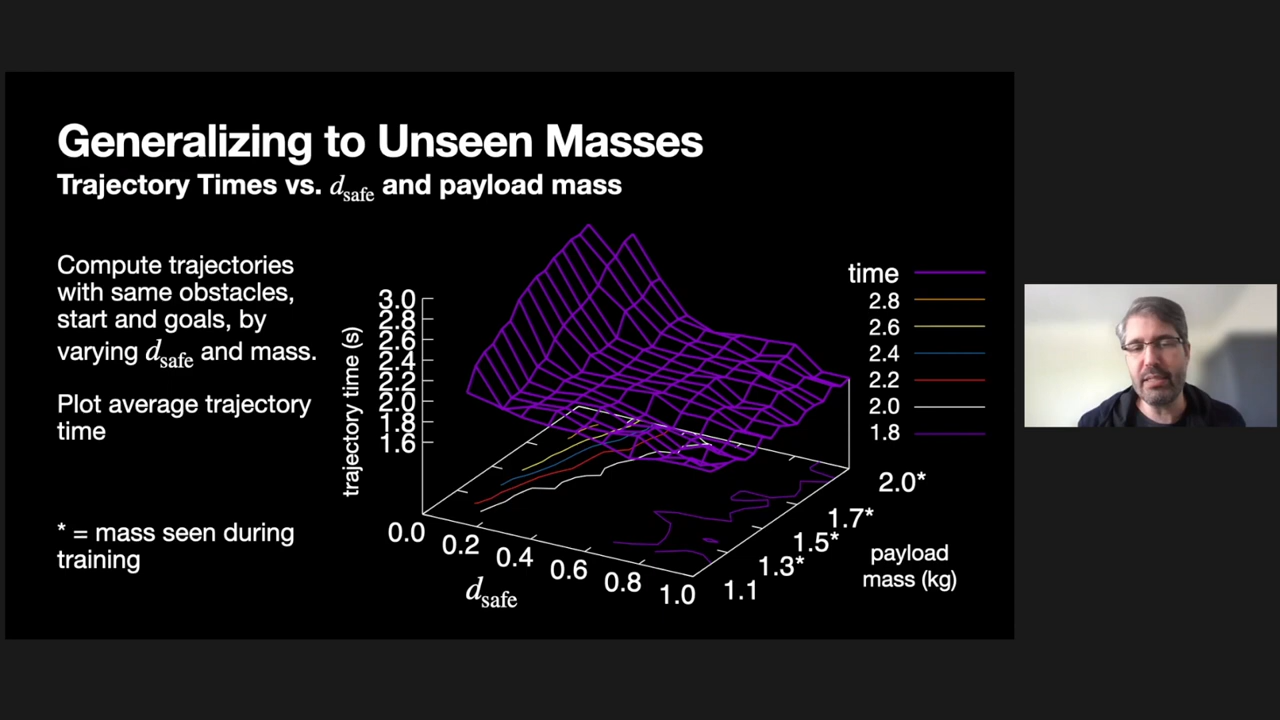 Generalizing to Unseen Masses
Trajectory Times vs. dsafe and payload mass
Compute trajectories
with same obstacles,
start and goals, by
varying dsafe and mass.
Plot average trajectory
time
* = mass seen during
training
trajectory time (s)
3.0
2.8
2.6
2.4
2.2
2.0
1.8
1.6
0.0
0.2
0.4
0.6
0.8
1.0
dsafe
1.1
1.3*
1.5*
1.7*
2.0*
payload
mass (kg)
time
2.8
2.6
2.4
2.2
2.0
1.8